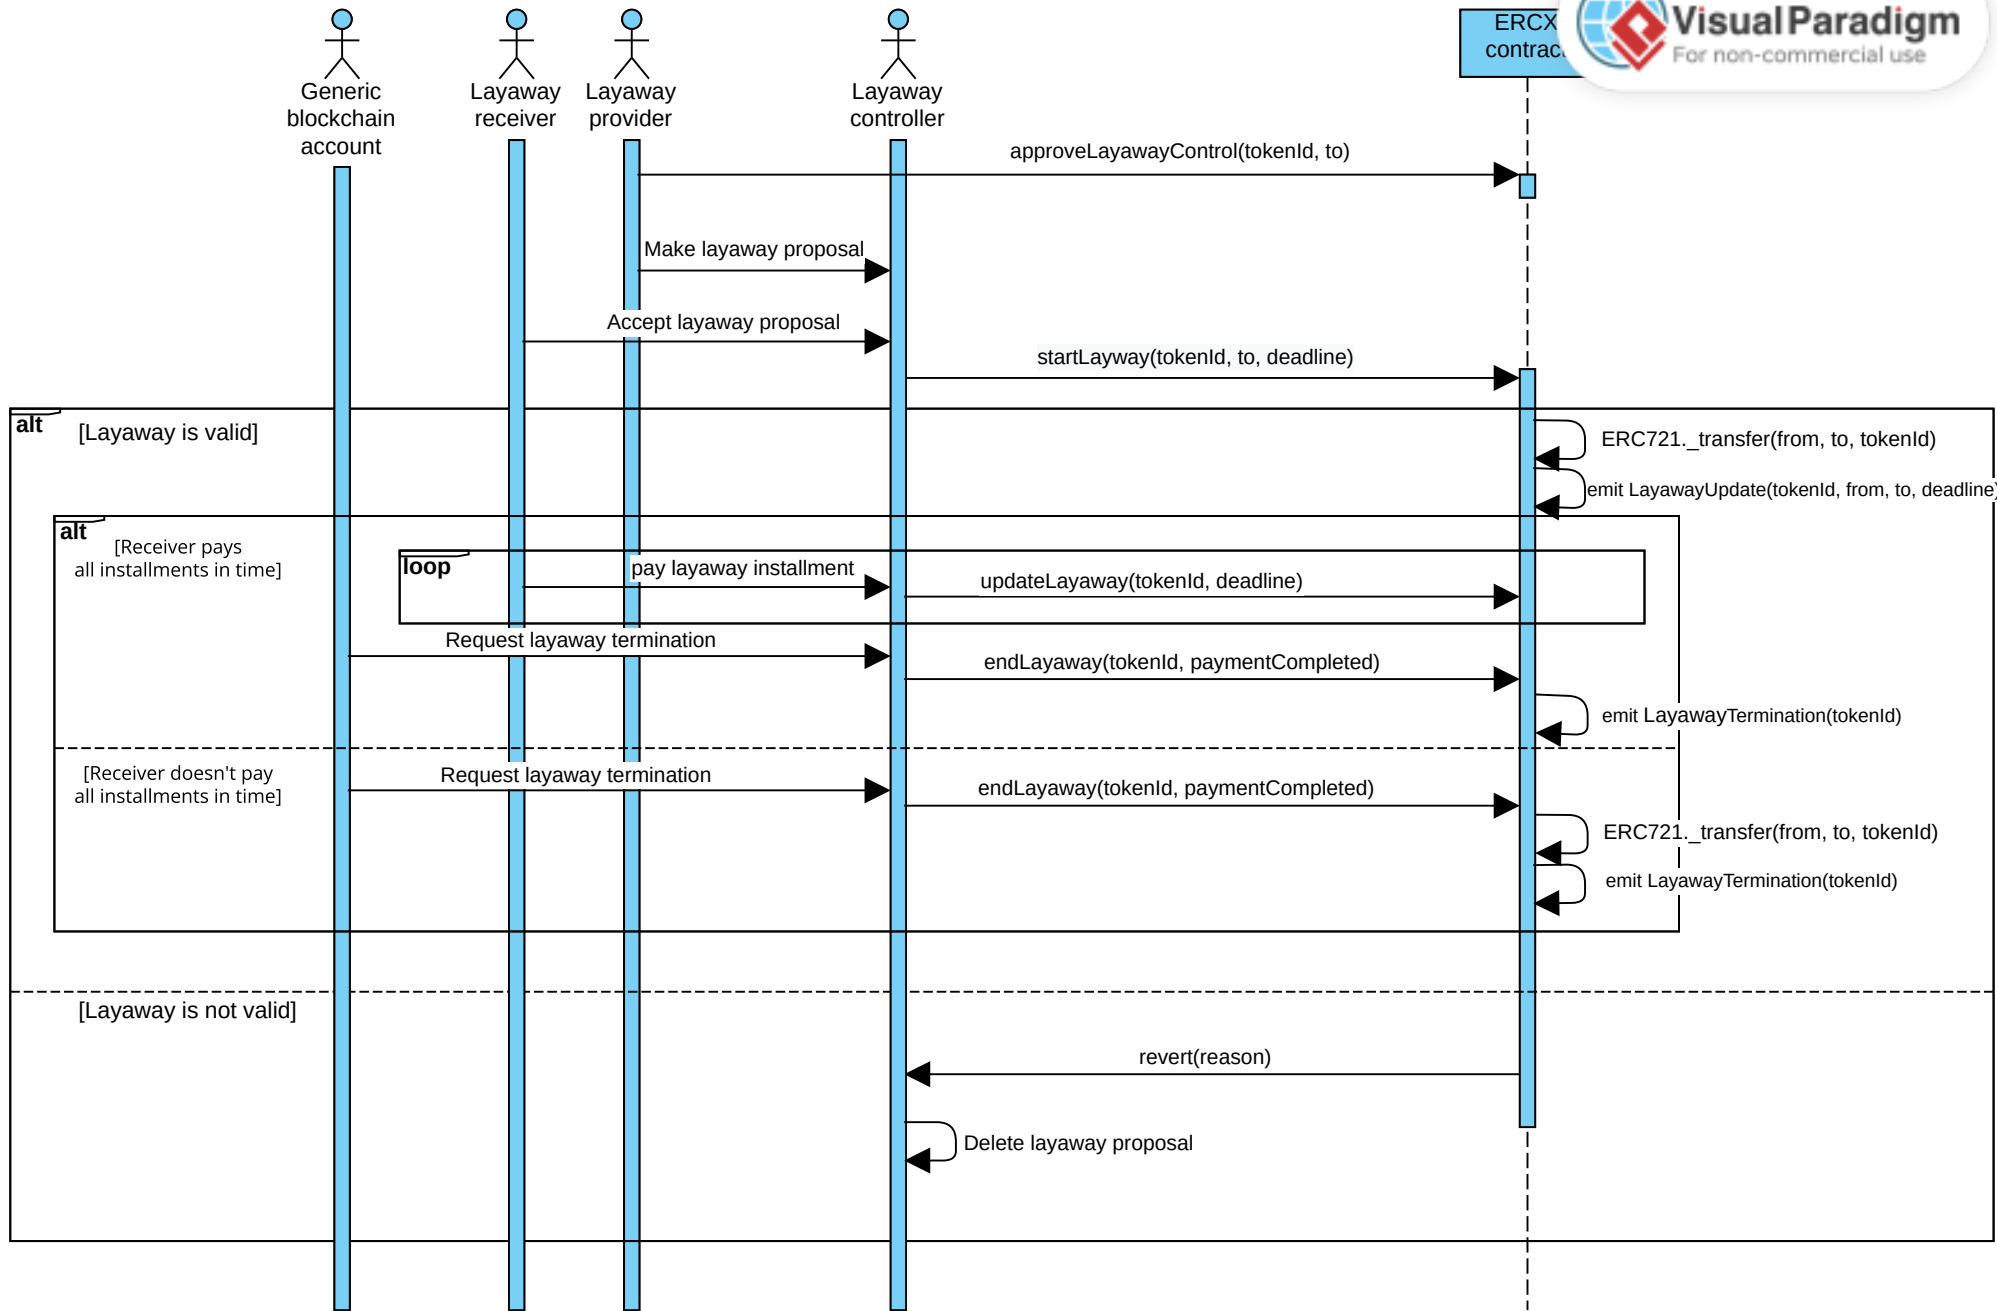 Generic
blockchain
account
Layaway
receiver
Layaway
provider
Layaway
controller
ERCX
Visual Paradigm
For non-commercial use
approveLayawayControl(tokenId, to)
Make layaway proposal
Accept layaway proposal
startLayway(tokenId, to, deadline)
alt
[Layaway is valid]
ERC721._transfer(from, to, tokenId)
emit LayawayUpdate(tokenId, from, to, deadline)
alt
[Receiver pays
all installments in time]
loop
pay layaway installment
updateLayaway(tokenId, deadline)
Request layaway termination
endLayaway(tokenId, paymentCompleted)
emit LayawayTermination(tokenId)
[Receiver doesn't pay
all installments in time]
Request layaway termination
endLayaway(tokenId, paymentCompleted)
ERC721._transfer(from, to, tokenId)
emit LayawayTermination(tokenId)
[Layaway is not valid]
revert(reason)
Delete layaway proposal